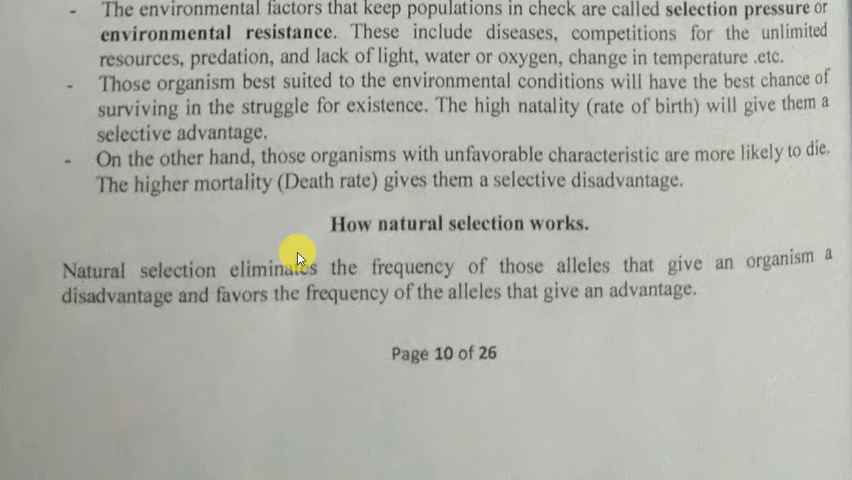 - The environmental factors that keep populations in check are called selection pressure or
environmental resistance. These include diseases, competitions for the unlimited
resources, predation, and lack of light, water or oxygen, change in temperature .etc.
- Those organism best suited to the environmental conditions will have the best chance of
surviving in the struggle for existence. The high natality (rate of birth) will give them a
selective advantage.
- On the other hand, those organisms with unfavorable characteristic are more likely to die.
The higher mortality (Death rate) gives them a selective disadvantage.
How natural selection works.
Natural selection eliminates the frequency of those alleles that give an organism a
disadvantage and favors the frequency of the alleles that give an advantage.
Page 10 of 26